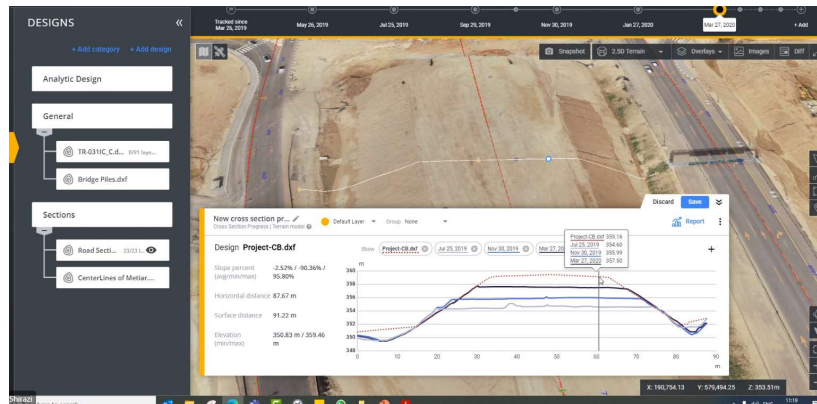 DESIGNS
+ Add category + Add design
Analytic Design
General
TR-031IC_C.d... 0/91 laye...
Bridge Piles.dxf
Sections
Road Secti... 23/23 l...
CenterLines of Metiar....
Tracked since
Mar 26, 2019
May 26, 2019
Jul 25, 2019
Sep 29, 2019
Nov 30, 2019
Jan 27, 2020
Mar 27, 2020
+ Add
Snapshot
2.5D Terrain
Overlays
Images
Diff
Discard
Save
New cross section pr...
Cross Section Progress | Terrain model
Default Layer
Group None
Report
Design Project-CB.dxf
Show Project-CB.dxf Jul 25, 2019 Nov 30, 2019 Mar 27, 20
Project-CB.dxf 359.16
Jul 25, 2019 354.60
Nov 30, 2019 355.99
Mar 27, 2020 357.50
Slope percent -2.52% / -90.36% /
(avg/min/max) 95.80%
Horizontal distance 87.67 m
Surface distance 91.22 m
Elevation 350.83 m / 359.46
(min/max) m
m
360
358
356
354
352
350
348
0 10 20 30 40 50 60 70 80 90
m
X: 190,754.13 Y: 579,494.25 Z: 353.51m
Shirazi
11:19